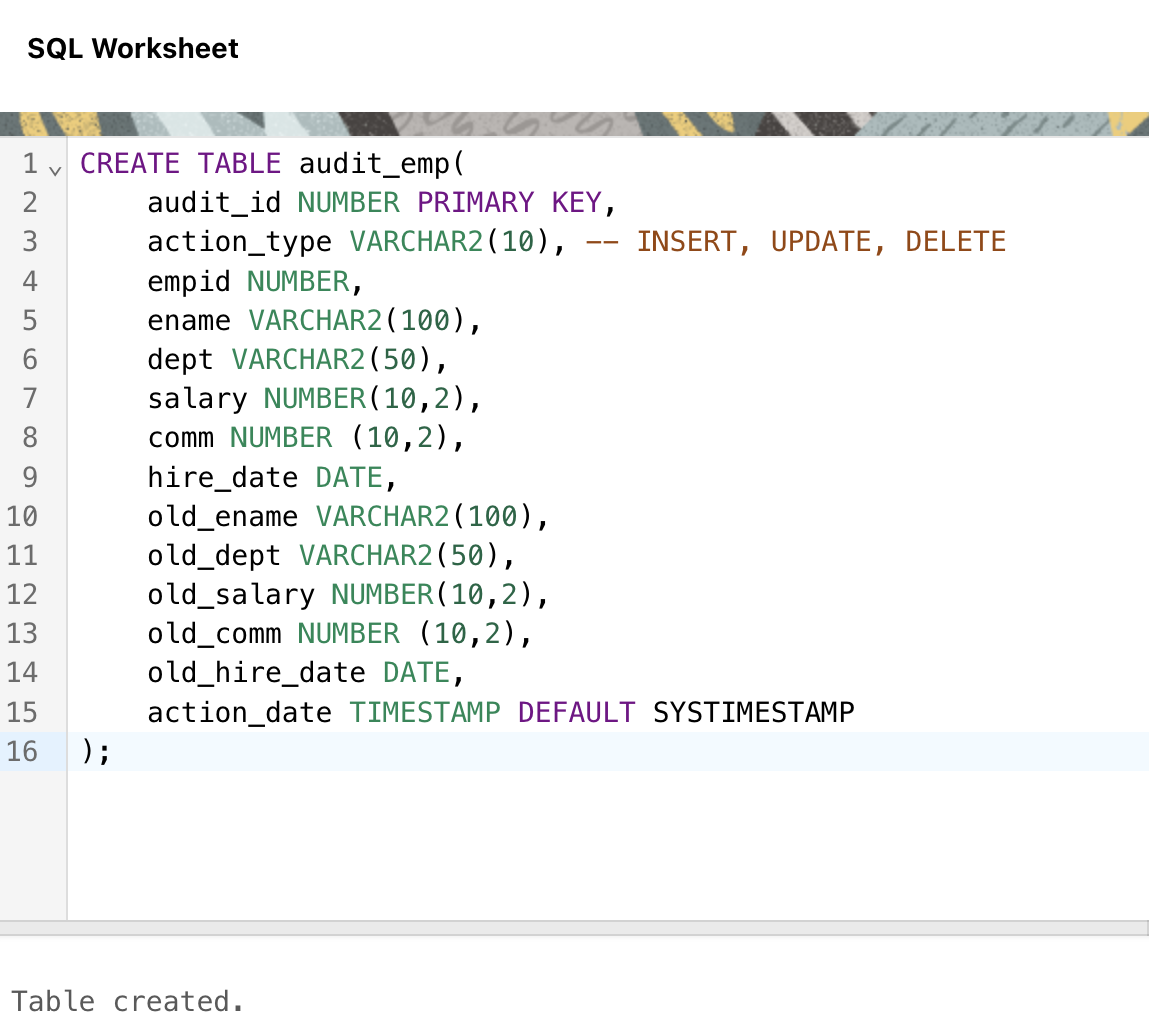 SQL Worksheet
1 CREATE TABLE audit_emp(
2     audit_id NUMBER PRIMARY KEY,
3     action_type VARCHAR2(10), -- INSERT, UPDATE, DELETE
4     empid NUMBER,
5     ename VARCHAR2(100),
6     dept VARCHAR2(50),
7     salary NUMBER(10,2),
8     comm NUMBER (10,2),
9     hire_date DATE,
10     old_ename VARCHAR2(100),
11     old_dept VARCHAR2(50),
12     old_salary NUMBER(10,2),
13     old_comm NUMBER (10,2),
14     old_hire_date DATE,
15     action_date TIMESTAMP DEFAULT SYSTIMESTAMP
16 );
Table created.